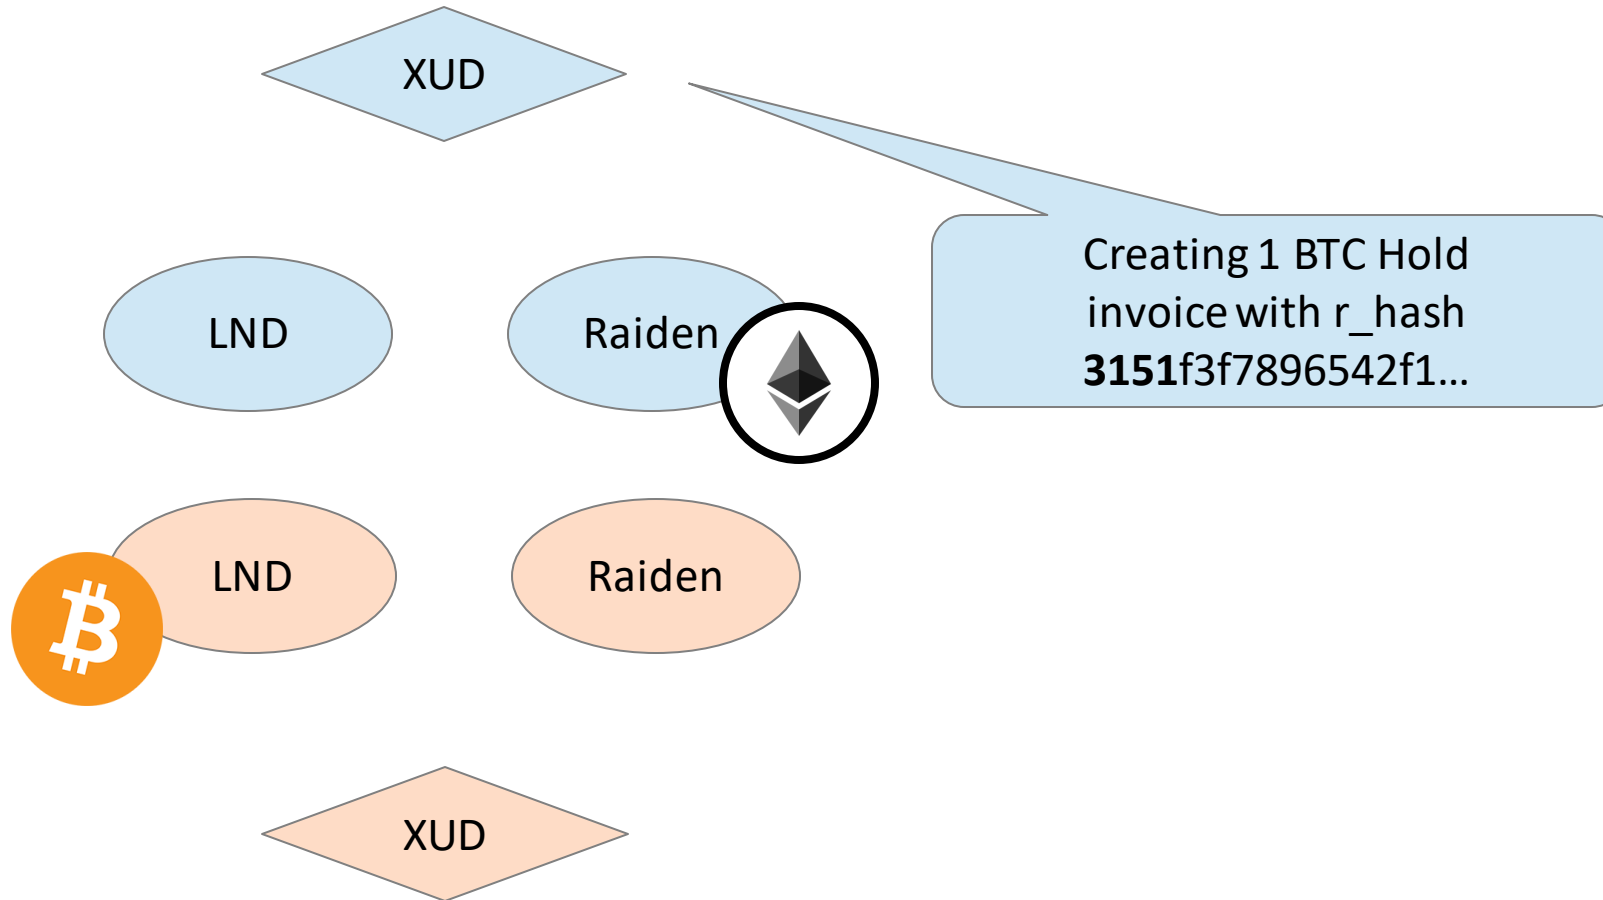 XUD
LND
Raiden
Creating 1 BTC Hold
invoice with r_hash
3151f3f7896542f1...
LND
Raiden
XUD